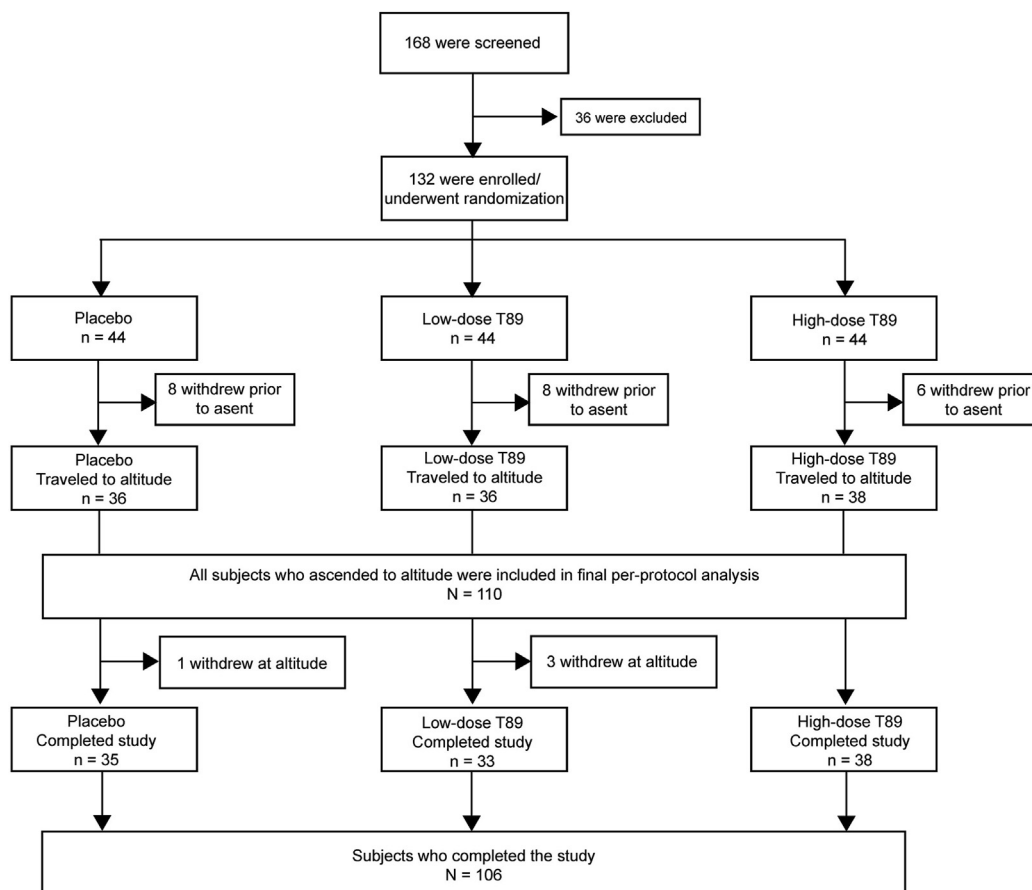 168 were screened
36 were excluded
132 were enrolled/
underwent randomization
Placebo
n = 44
Low-dose T89
n = 44
High-dose T89
n = 44
8 withdrew prior
to asent
8 withdrew prior
to asent
6 withdrew prior
to asent
Placebo
Traveled to altitude
n = 36
Low-dose T89
Traveled to altitude
n = 36
High-dose T89
Traveled to altitude
n = 38
All subjects who ascended to altitude were included in final per-protocol analysis
N = 110
1 withdrew at altitude
3 withdrew at altitude
Placebo
Completed study
n = 35
Low-dose T89
Completed study
n = 33
High-dose T89
Completed study
n = 38
Subjects who completed the study
N = 106